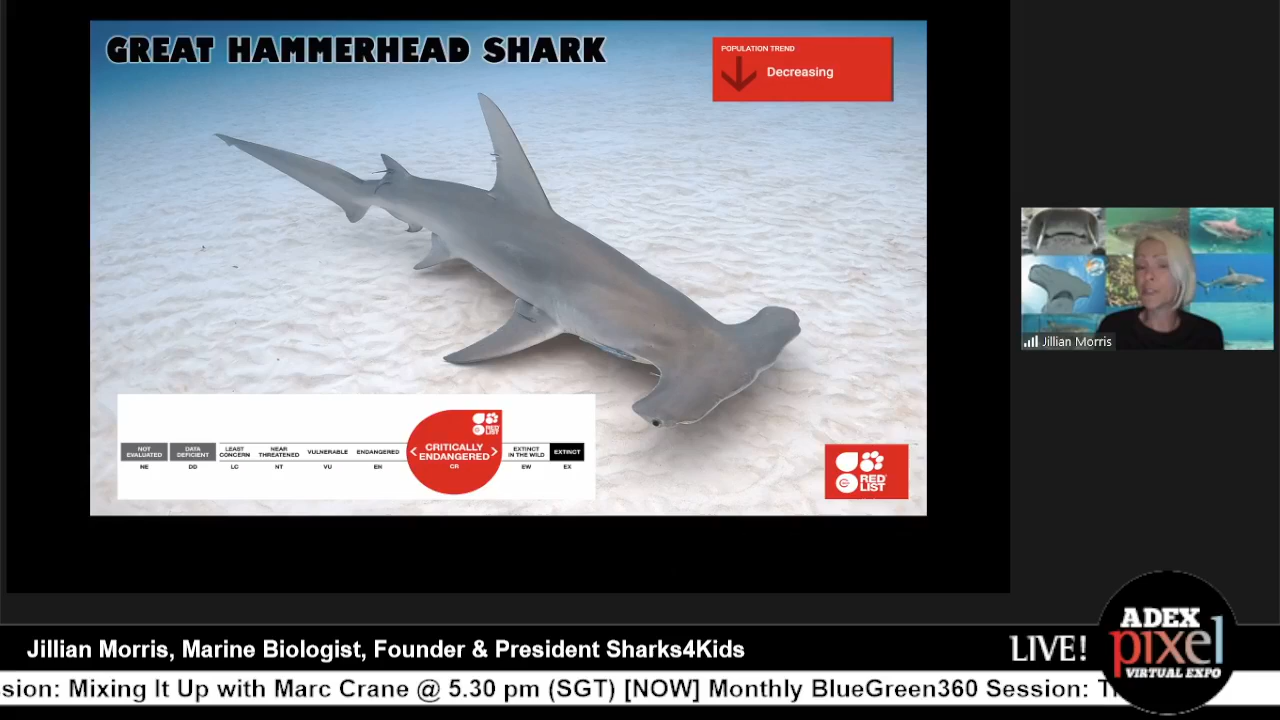 GREAT HAMMERHEAD SHARK
POPULATION TREND
Decreasing
NOT EVALUATED
NE
DATA DEFICIENT
DD
LEAST CONCERN
LC
NEAR THREATENED
NT
VULNERABLE
VU
ENDANGERED
EN
RED LIST
< CRITICALLY ENDANGERED >
CR
EXTINCT IN THE WILD
EW
EXTINCT
EX
RED LIST
Jillian Morris
Jillian Morris, Marine Biologist, Founder & President Sharks4Kids
LIVE!
ADEX
pixel
VIRTUAL EXPO
sion: Mixing It Up with Marc Crane @ 5.30 pm (SGT) [NOW] Monthly BlueGreen360 Session: